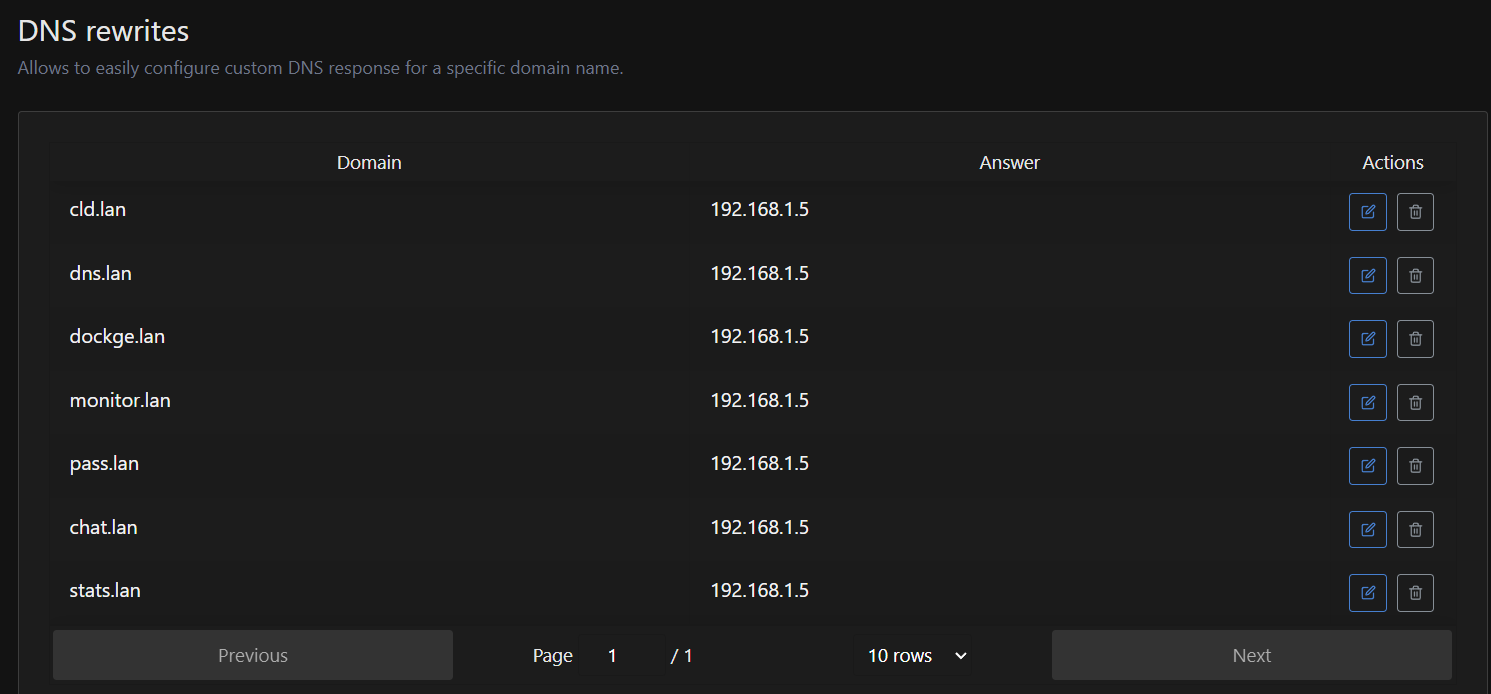 DNS rewrites
Allows to easily configure custom DNS response for a specific domain name.
Domain Answer Actions
cld.lan 192.168.1.5
dns.lan 192.168.1.5
dockge.lan 192.168.1.5
monitor.lan 192.168.1.5
pass.lan 192.168.1.5
chat.lan 192.168.1.5
stats.lan 192.168.1.5
Previous Page 1 / 1 10 rows Next